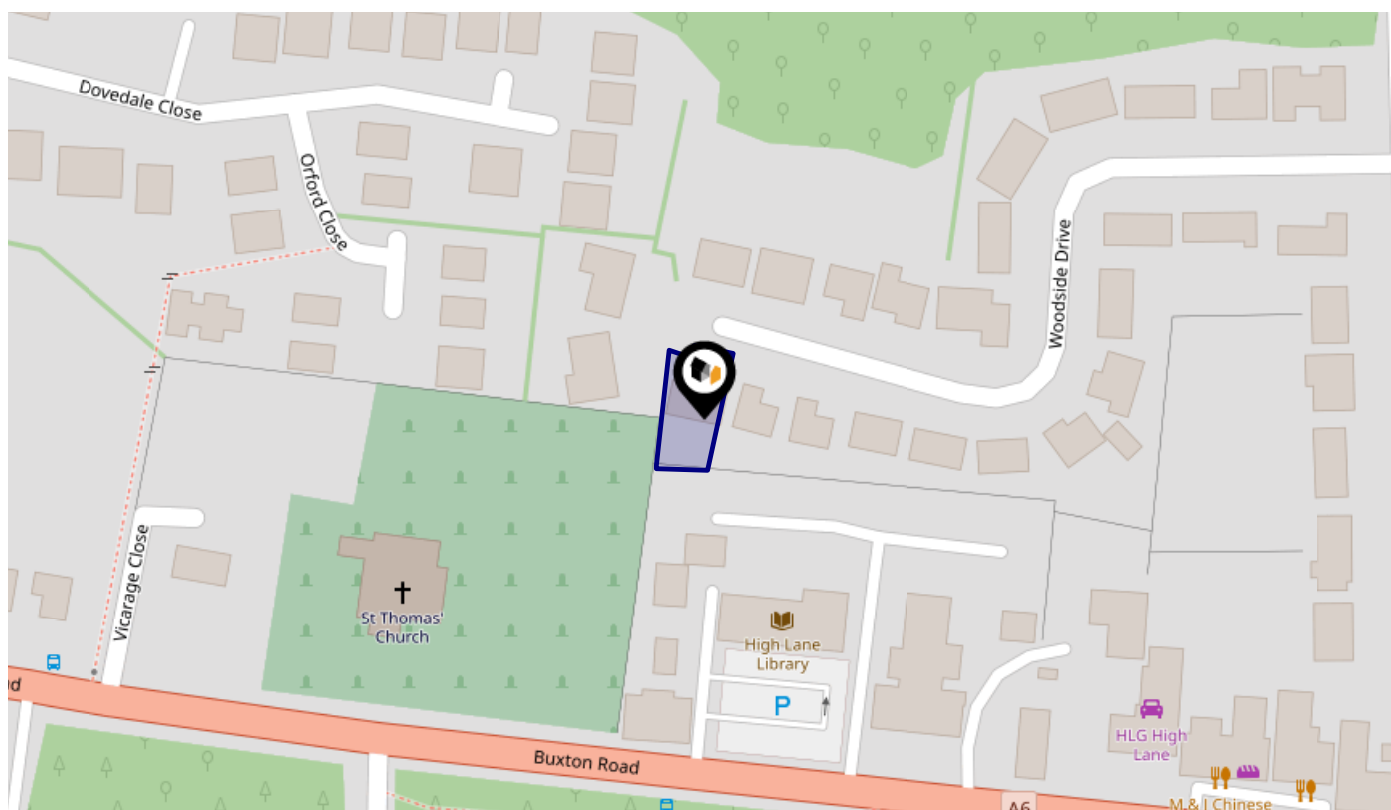 Dovedale Close
Orford Close
Woodside Drive
Vicarage Close
St Thomas'
Church
High Lane
Library
P
HLG High
Lane
Buxton Road
A6
M & J Chinese